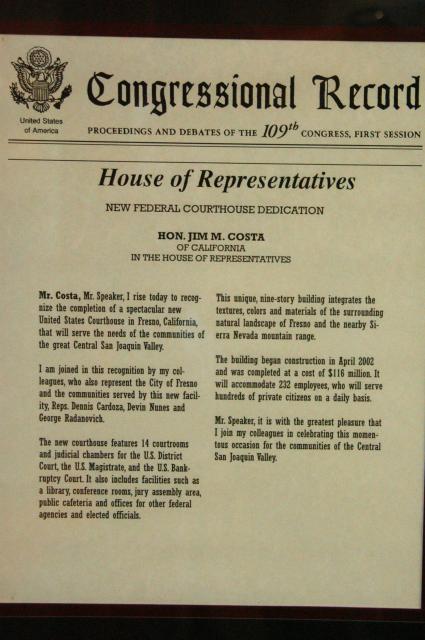 Congressional Record
United States
of America
PROCEEDINGS AND DEBATES OF THE 109th CONGRESS, FIRST SESSION
House of Representatives
NEW FEDERAL COURTHOUSE DEDICATION
HON. JIM M. COSTA
OF CALIFORNIA
IN THE HOUSE OF REPRESENTATIVES
Mr. Costa, Mr. Speaker, I rise today to recog-
nize the completion of a spectacular new
United States Courthouse in Fresno, California,
that will serve the needs of the communities of
the great Central San Joaquin Valley.
I am joined in this recognition by my col-
leagues, who also represent the City of Fresno
and the communities served by this new facil-
ity, Reps. Dennis Cardoza, Devin Nunes and
George Radanovich.
The new courthouse features 14 courtrooms
and judicial chambers for the U.S. District
Court, the U.S. Magistrate, and the U.S. Bank-
ruptcy Court. It also includes facilities such as
a library, conference rooms, jury assembly area,
public cafeteria and offices for other federal
agencies and elected officials.
This unique, nine-story building integrates the
textures, colors and materials of the surrounding
natural landscape of Fresno and the nearby Si-
erra Nevada mountain range.
The building began construction in April 2002
and was completed at a cost of $116 million. It
will accommodate 232 employees, who will serve
hundreds of private citizens on a daily basis.
Mr. Speaker, it is with the greatest pleasure that
I join my colleagues in celebrating this momen-
tous occasion for the communities of the Central
San Joaquin Valley.